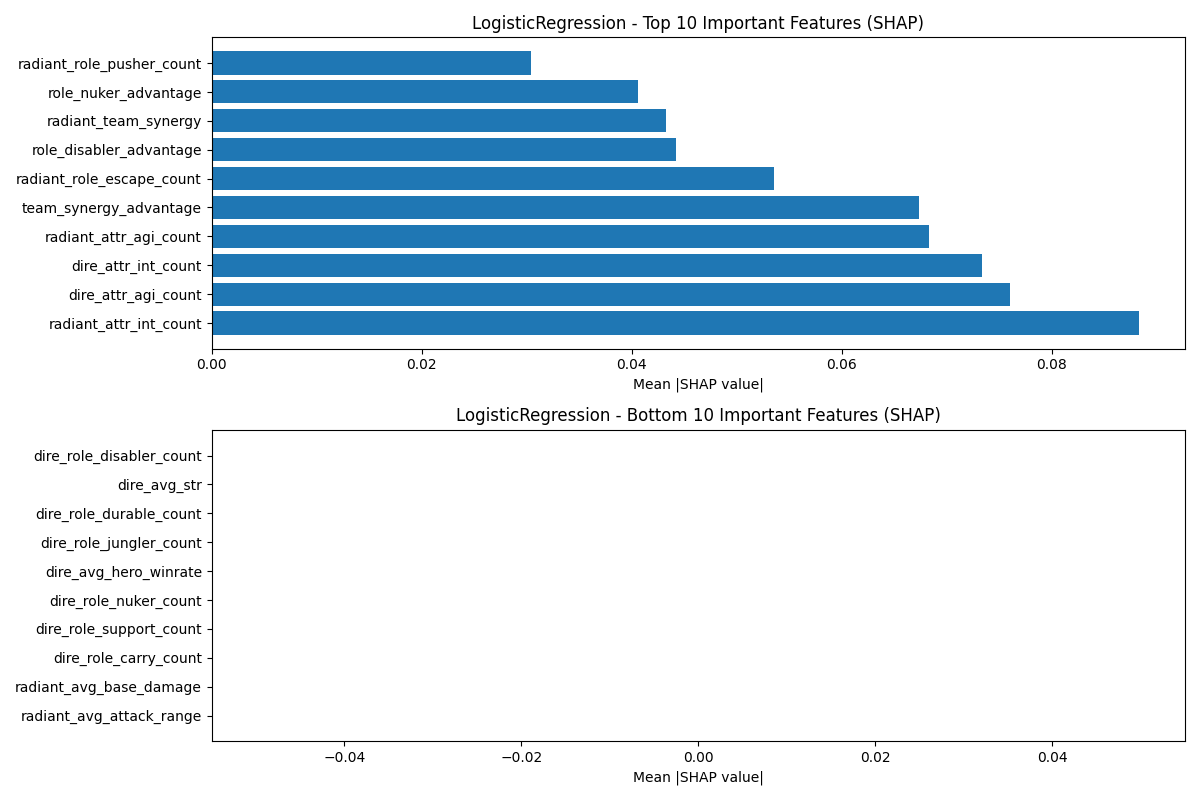 LogisticRegression - Top 10 Important Features (SHAP)
radiant_role_pusher_count
role_nuker_advantage
radiant_team_synergy
role_disabler_advantage
radiant_role_escape_count
team_synergy_advantage
radiant_attr_agi_count
dire_attr_int_count
dire_attr_agi_count
radiant_attr_int_count
0.00 0.02 0.04 0.06 0.08
Mean |SHAP value|
LogisticRegression - Bottom 10 Important Features (SHAP)
dire_role_disabler_count
dire_avg_str
dire_role_durable_count
dire_role_jungler_count
dire_avg_hero_winrate
dire_role_nuker_count
dire_role_support_count
dire_role_carry_count
radiant_avg_base_damage
radiant_avg_attack_range
−0.04 −0.02 0.00 0.02 0.04
Mean |SHAP value|